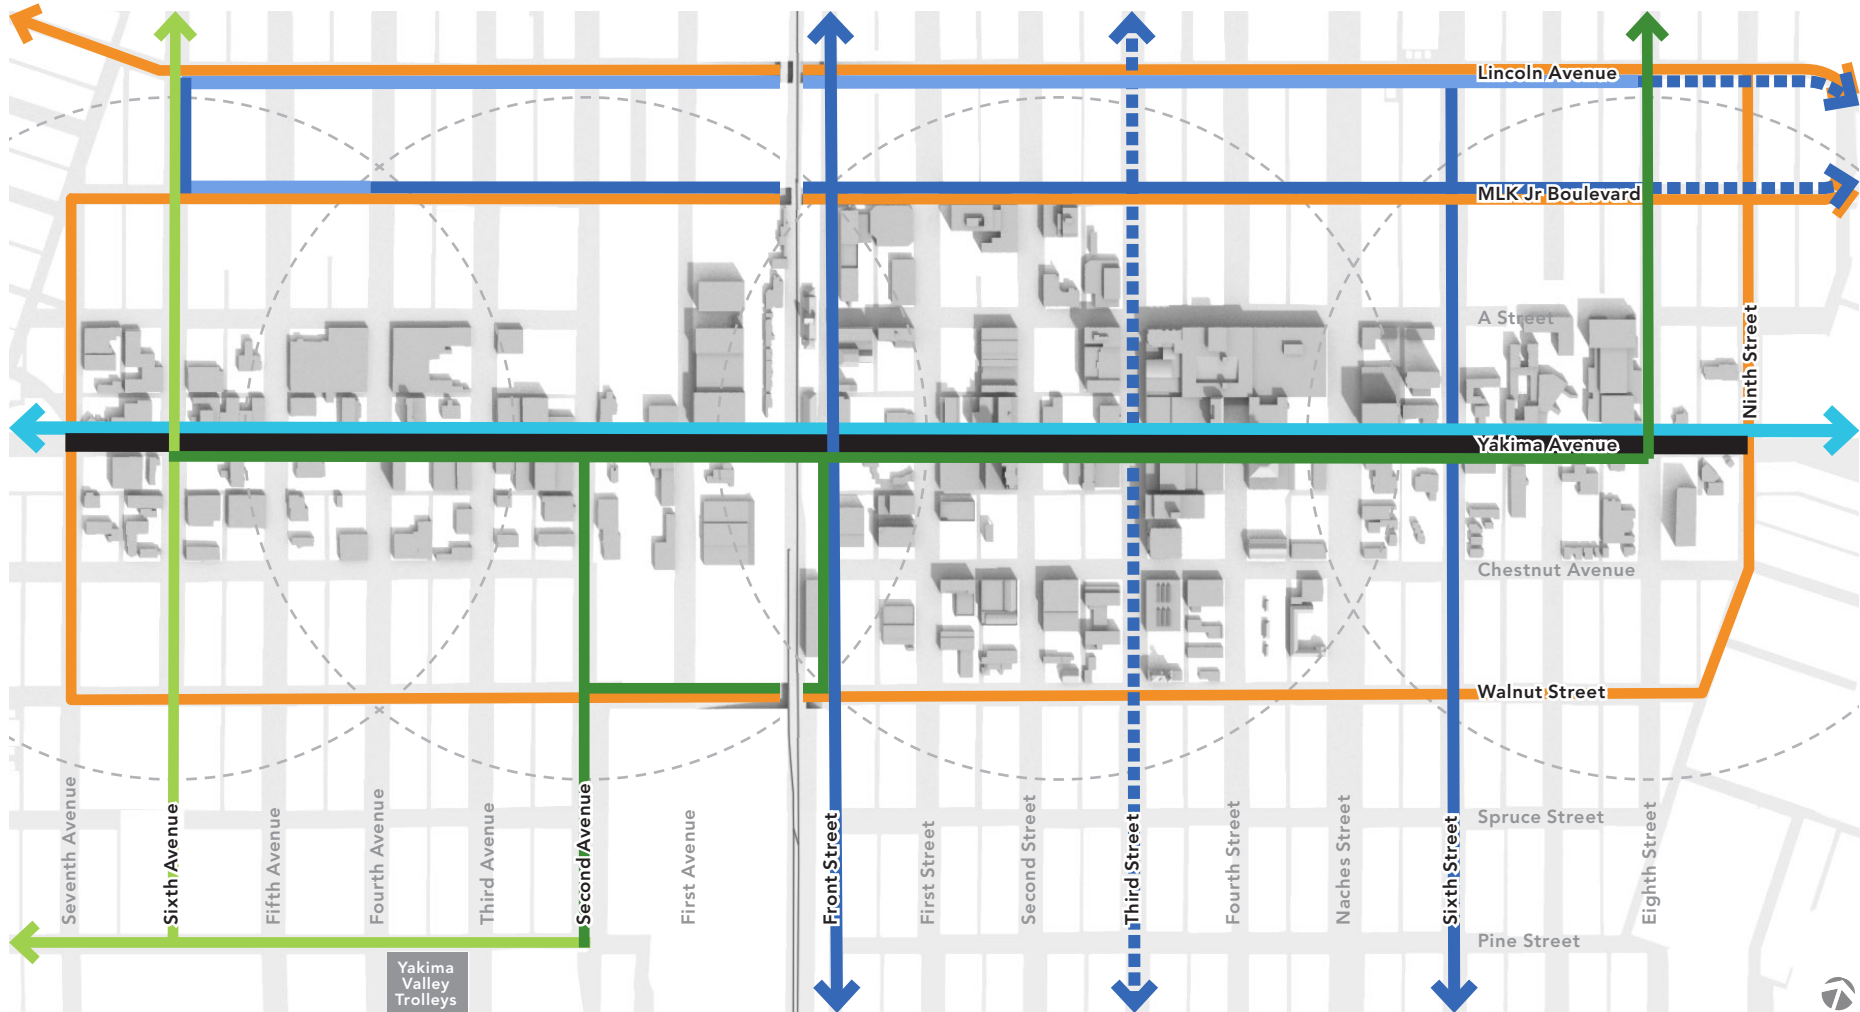 Lincoln Avenue
MLK Jr Boulevard
A Street
Ninth Street
Yakima Avenue
Chestnut Avenue
Walnut Street
Seventh Avenue
Sixth Avenue
Fifth Avenue
Fourth Avenue
Third Avenue
Second Avenue
First Avenue
Front Street
First Street
Second Street
Third Street
Fourth Street
Naches Street
Sixth Street
Eighth Street
Spruce Street
Pine Street
Yakima
Valley
Trolleys